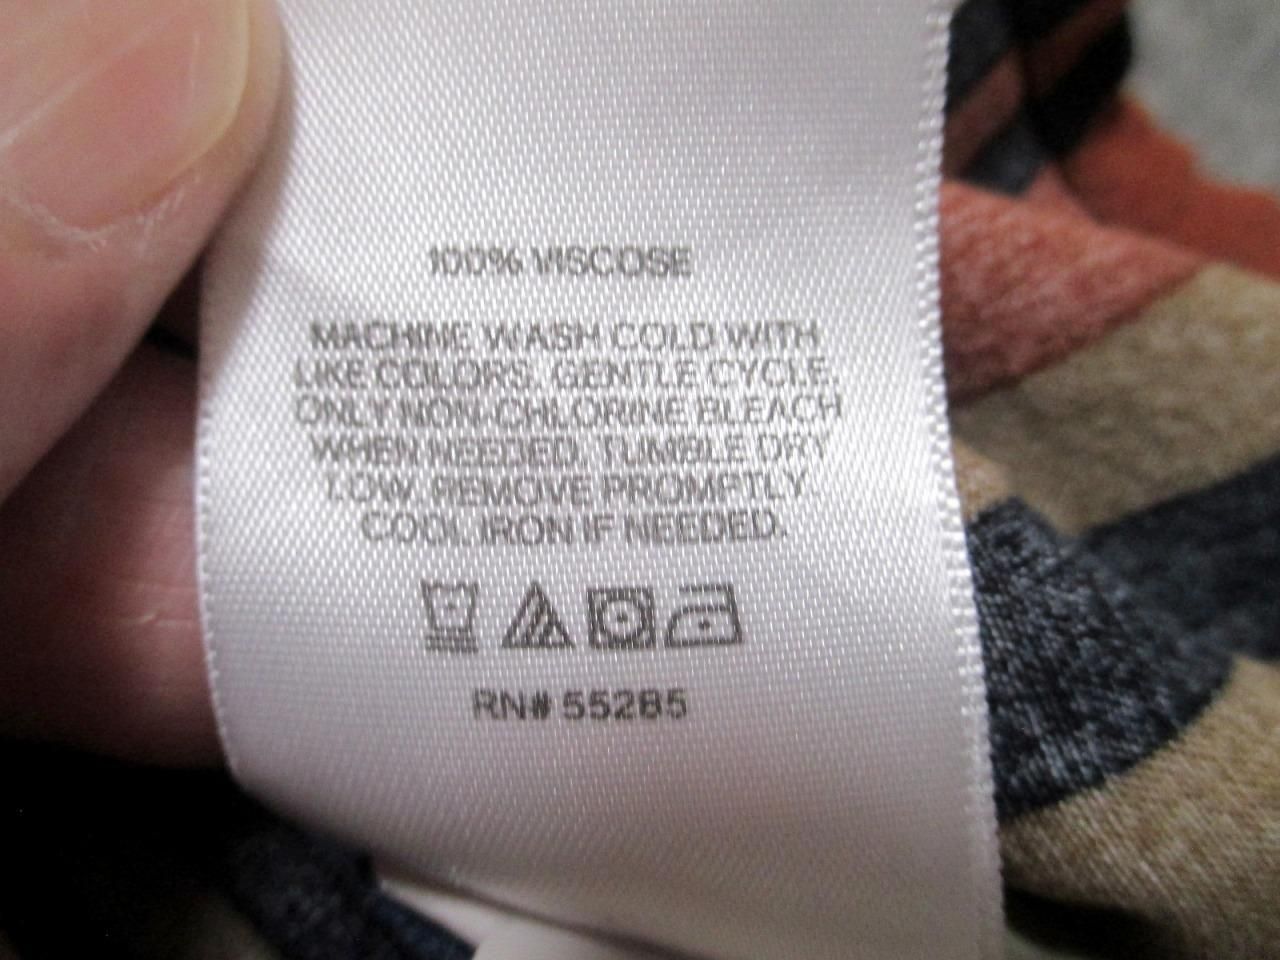 100% VISCOSE
MACHINE WASH COLD WITH
LIKE COLORS. GENTLE CYCLE.
ONLY NON-CHLORINE BLEACH
WHEN NEEDED. TUMBLE DRY
LOW. REMOVE PROMPTLY.
COOL IRON IF NEEDED.
RN# 55285